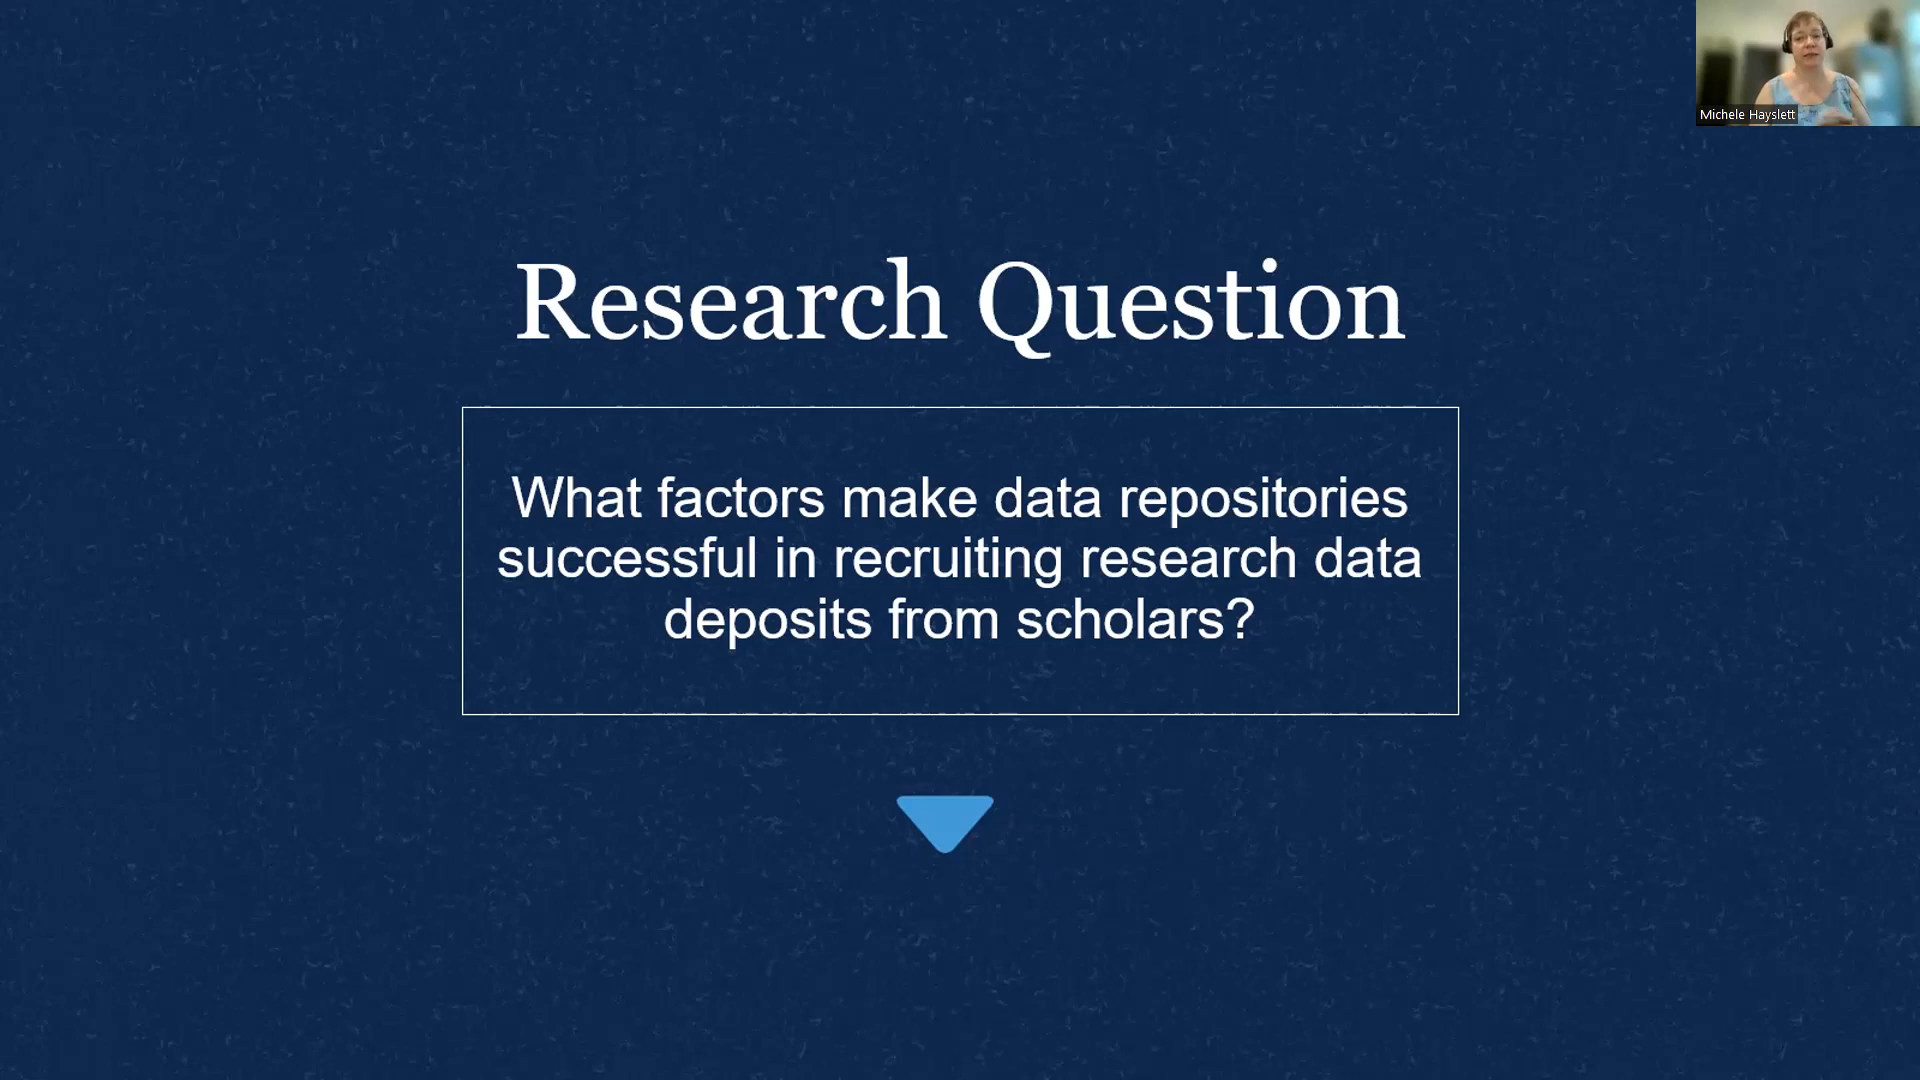 Michele Hayslett
Research Question
What factors make data repositories
successful in recruiting research data
deposits from scholars?